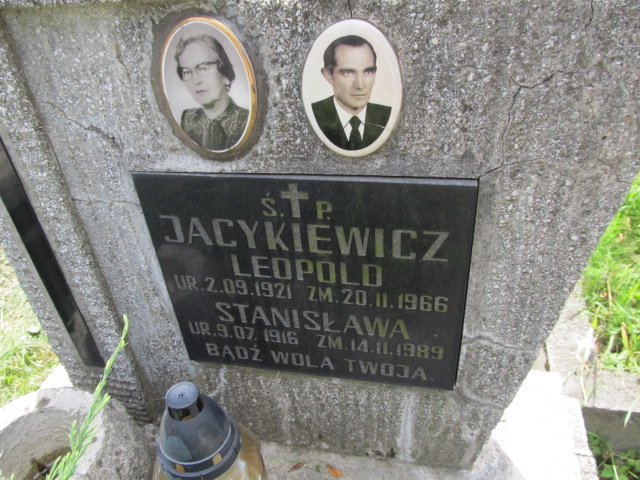 Ś. P.
JACYKIEWICZ
LEOPOLD
UR.2.09.1921 ZM.20.11.1966
STANISŁAWA
UR.9.07.1916 ZM.14.11.1989
BĄDŹ WOLA TWOJA.